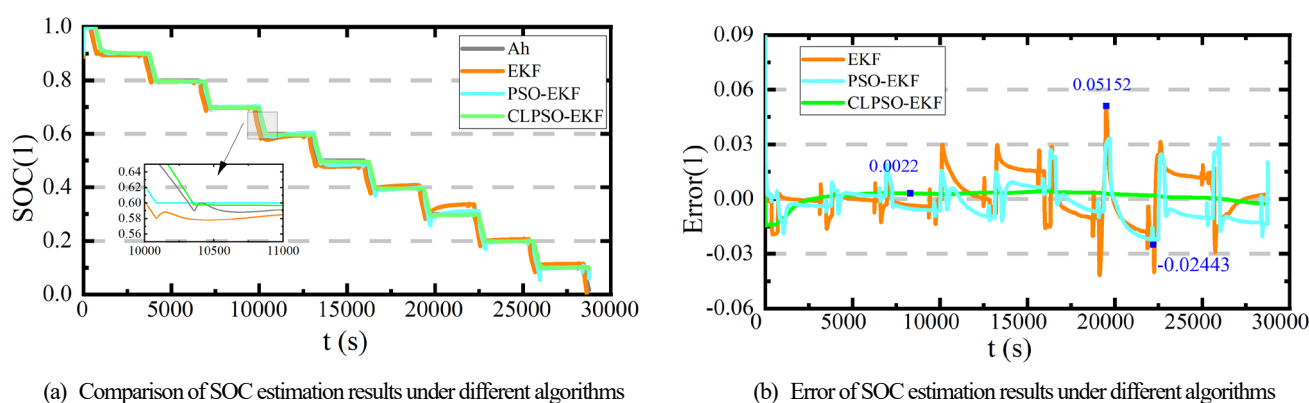 1.0
0.8
0.6
0.4
0.2
0.0
SOC(1)
Ah
EKF
PSO-EKF
CLPSO-EKF
0.64
0.62
0.60
0.58
0.56
10000 10500 11000
0 5000 10000 15000 20000 25000 30000
t (s)
(a) Comparison of SOC estimation results under different algorithms
0.09
0.06
0.03
0.00
-0.03
-0.06
Error(1)
EKF
PSO-EKF
CLPSO-EKF
0.05152
0.0022
-0.02443
0 5000 10000 15000 20000 25000 30000
t (s)
(b) Error of SOC estimation results under different algorithms